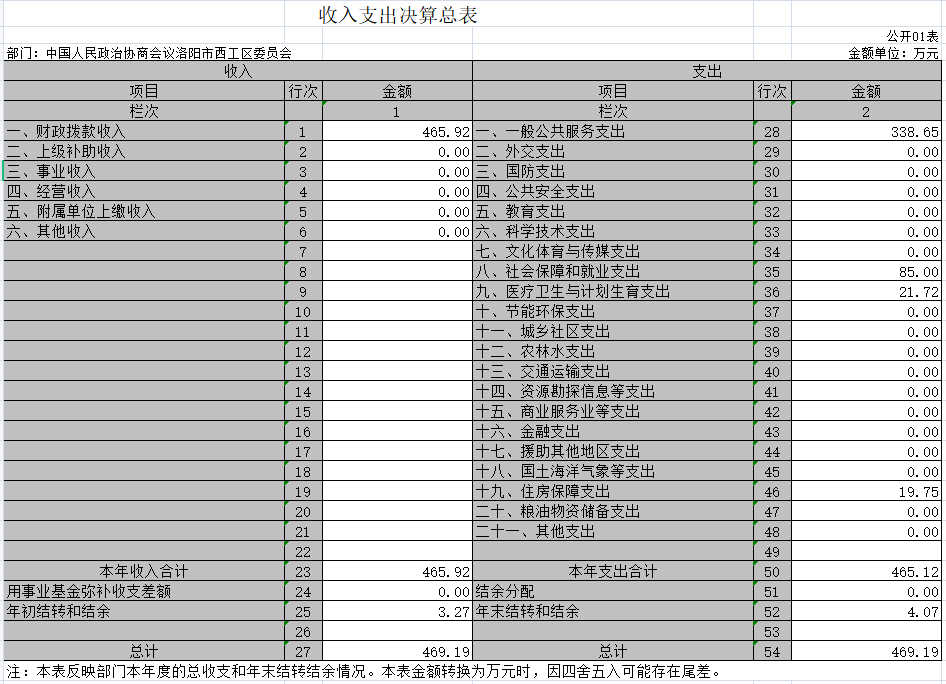 收入支出决算总表
公开01表
部门：中国人民政治协商会议洛阳市西工区委员会 金额单位：万元
收入 支出
项目 行次 金额 项目 行次 金额
栏次 1 栏次 2
一、财政拨款收入 1 465.92 一、一般公共服务支出 28 338.65
二、上级补助收入 2 0.00 二、外交支出 29 0.00
三、事业收入 3 0.00 三、国防支出 30 0.00
四、经营收入 4 0.00 四、公共安全支出 31 0.00
五、附属单位上缴收入 5 0.00 五、教育支出 32 0.00
六、其他收入 6 0.00 六、科学技术支出 33 0.00
7 七、文化体育与传媒支出 34 0.00
8 八、社会保障和就业支出 35 85.00
9 九、医疗卫生与计划生育支出 36 21.72
10 十、节能环保支出 37 0.00
11 十一、城乡社区支出 38 0.00
12 十二、农林水支出 39 0.00
13 十三、交通运输支出 40 0.00
14 十四、资源勘探信息等支出 41 0.00
15 十五、商业服务业等支出 42 0.00
16 十六、金融支出 43 0.00
17 十七、援助其他地区支出 44 0.00
18 十八、国土海洋气象等支出 45 0.00
19 十九、住房保障支出 46 19.75
20 二十、粮油物资储备支出 47 0.00
21 二十一、其他支出 48 0.00
22 49
本年收入合计 23 465.92 本年支出合计 50 465.12
用事业基金弥补收支差额 24 0.00 结余分配 51 0.00
年初结转和结余 25 3.27 年末结转和结余 52 4.07
26 53
总计 27 469.19 总计 54 469.19
注：本表反映部门本年度的总收支和年末结转结余情况。本表金额转换为万元时，因四舍五入可能存在尾差。